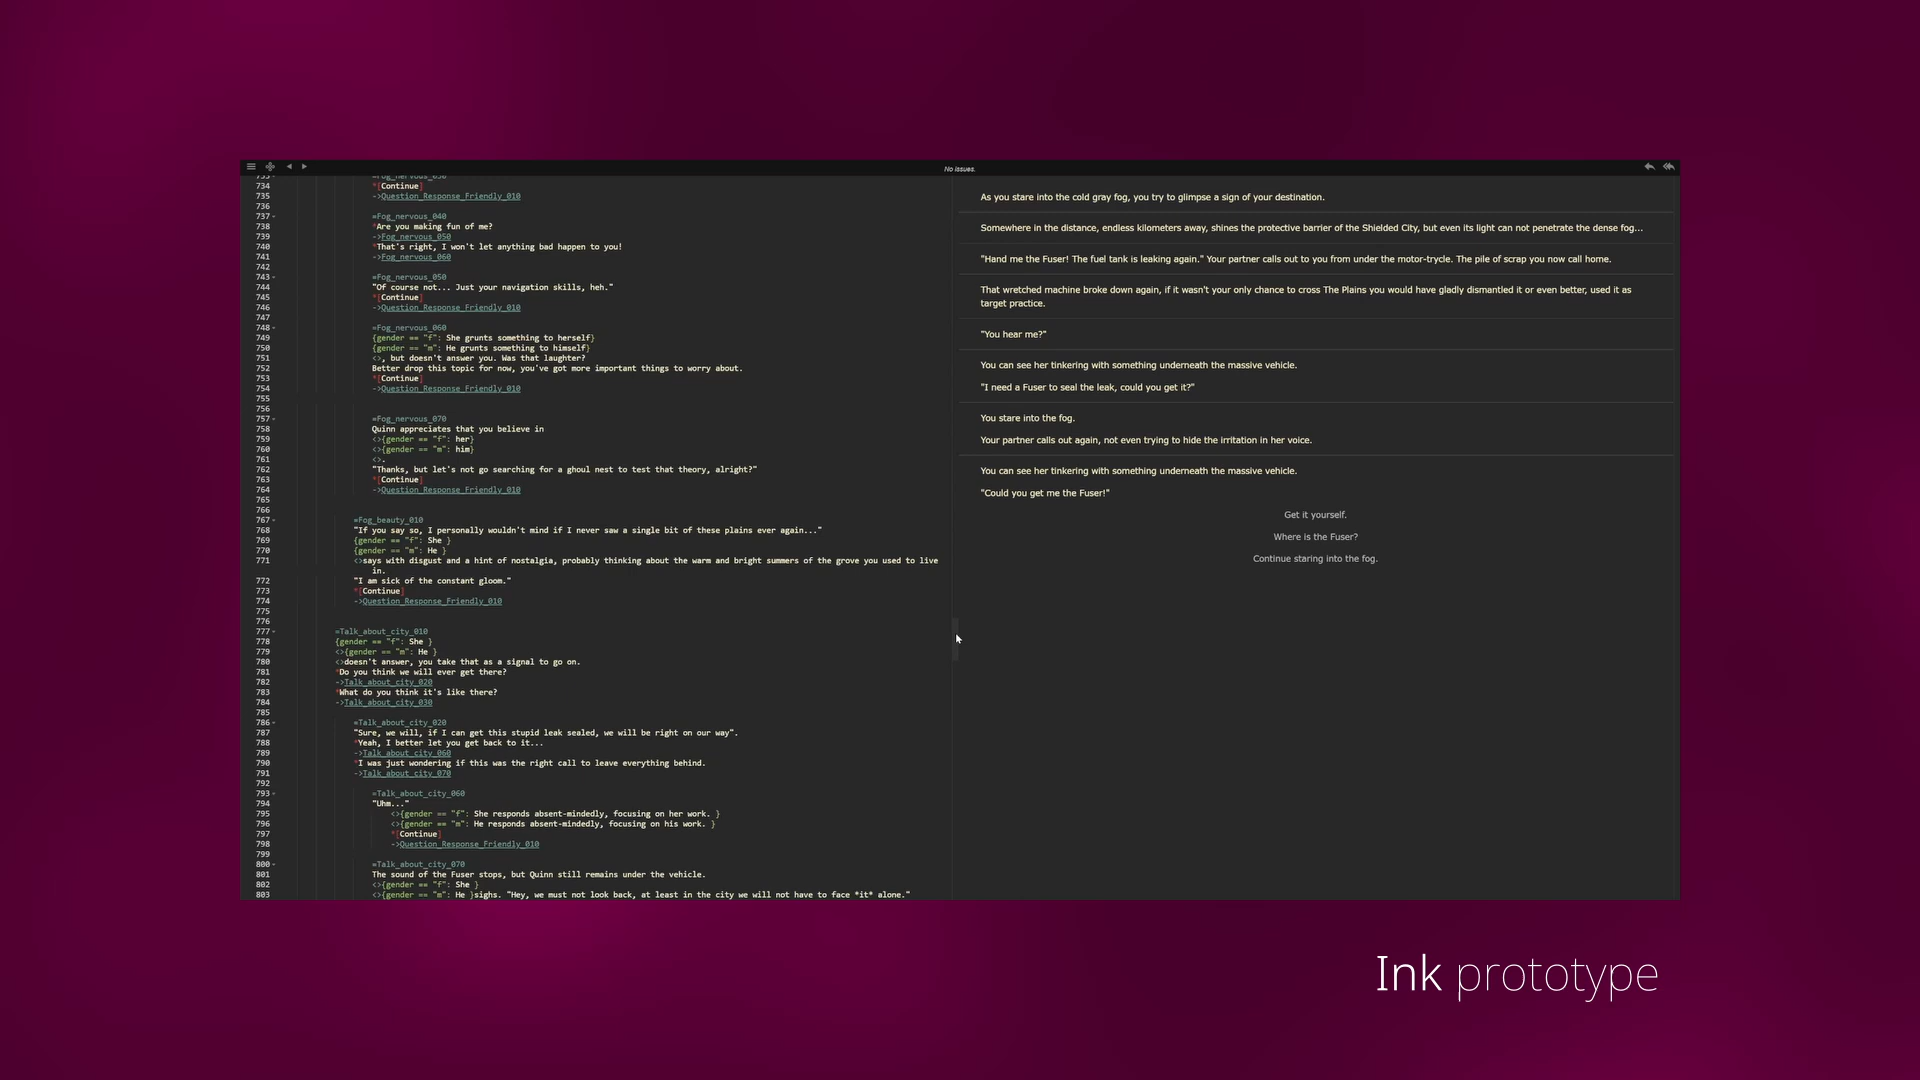 No issues.
733 =Fog_nervous_030
734 *[Continue]
735 ->Question_Response_Friendly_010
736
737 =Fog_nervous_040
738 *Are you making fun of me?
739 ->Fog_nervous_050
740 *That's right, I won't let anything bad happen to you!
741 ->Fog_nervous_060
742
743 =Fog_nervous_050
744 "Of course not... Just your navigation skills, heh."
745 *[Continue]
746 ->Question_Response_Friendly_010
747
748 =Fog_nervous_060
749 {gender == "f": She grunts something to herself}
750 {gender == "m": He grunts something to himself}
751 <>, but doesn't answer you. Was that laughter?
752 Better drop this topic for now, you've got more important things to worry about.
753 *[Continue]
754 ->Question_Response_Friendly_010
755
756
757 =Fog_nervous_070
758 Quinn appreciates that you believe in
759 <>{gender == "f": her}
760 <>{gender == "m": him}
761 <>.
762 "Thanks, but let's not go searching for a ghoul nest to test that theory, alright?"
763 *[Continue]
764 ->Question_Response_Friendly_010
765
766
767 =Fog_beauty_010
768 "If you say so, I personally wouldn't mind if I never saw a single bit of these plains ever again..."
769 {gender == "f": She }
770 {gender == "m": He }
771 <>says with disgust and a hint of nostalgia, probably thinking about the warm and bright summers of the grove you used to live
in.
772 "I am sick of the constant gloom."
773 *[Continue]
774 ->Question_Response_Friendly_010
775
776
777 =Talk_about_city_010
778 {gender == "f": She }
779 <>{gender == "m": He }
780 <>doesn't answer, you take that as a signal to go on.
781 *Do you think we will ever get there?
782 ->Talk_about_city_020
783 *What do you think it's like there?
784 ->Talk_about_city_030
785
786 =Talk_about_city_020
787 "Sure, we will, if I can get this stupid leak sealed, we will be right on our way".
788 *Yeah, I better let you get back to it...
789 ->Talk_about_city_060
790 *I was just wondering if this was the right call to leave everything behind.
791 ->Talk_about_city_070
792
793 =Talk_about_city_060
794 "Uhm..."
795 <>{gender == "f": She responds absent-mindedly, focusing on her work. }
796 <>{gender == "m": He responds absent-mindedly, focusing on his work. }
797 *[Continue]
798 ->Question_Response_Friendly_010
799
800 =Talk_about_city_070
801 The sound of the Fuser stops, but Quinn still remains under the vehicle.
802 <>{gender == "f": She }
803 <>{gender == "m": He }sighs. "Hey, we must not look back, at least in the city we will not have to face *it* alone."
As you stare into the cold gray fog, you try to glimpse a sign of your destination.
Somewhere in the distance, endless kilometers away, shines the protective barrier of the Shielded City, but even its light can not penetrate the dense fog...
"Hand me the Fuser! The fuel tank is leaking again." Your partner calls out to you from under the motor-trycle. The pile of scrap you now call home.
That wretched machine broke down again, if it wasn't your only chance to cross The Plains you would have gladly dismantled it or even better, used it as
target practice.
"You hear me?"
You can see her tinkering with something underneath the massive vehicle.
"I need a Fuser to seal the leak, could you get it?"
You stare into the fog.
Your partner calls out again, not even trying to hide the irritation in her voice.
You can see her tinkering with something underneath the massive vehicle.
"Could you get me the Fuser!"
Get it yourself.
Where is the Fuser?
Continue staring into the fog.
Ink prototype